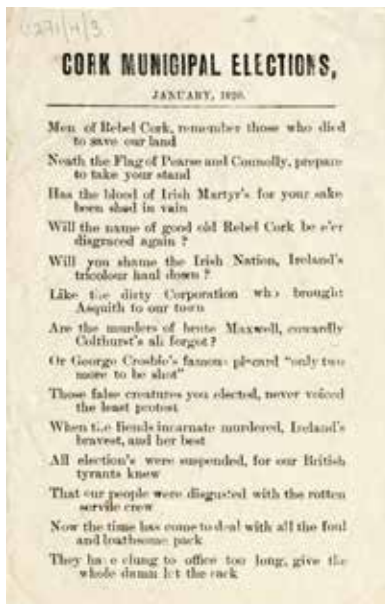 U271/4/3
CORK MUNICIPAL ELECTIONS,
JANUARY, 1920.
Men of Rebel Cork, remember those who died
to save our land
Neath the Flag of Pearse and Connolly, prepare
to take your stand
Has the blood of Irish Martyr's for your sake
been shed in vain
Will the name of good old Rebel Cork be e'er
disgraced again ?
Will you shame the Irish Nation, Ireland's
tricolour haul down ?
Like the dirty Corporation who brought
Asquith to our town
Are the murders of brute Maxwell, cowardly
Colthurst's all forgot ?
Or George Crosbie's famous placard "only two
more to be shot"
Those false creatures you elected, never voiced
the least protest
When the fiends incarnate murdered, Ireland's
bravest, and her best
All election's were suspended, for our British
tyrants knew
That our people were disgusted with the rotten
servile crew
Now the time has come to deal with all the foul
and loathsome pack
They have clung to office too long, give the
whole damn lot the sack